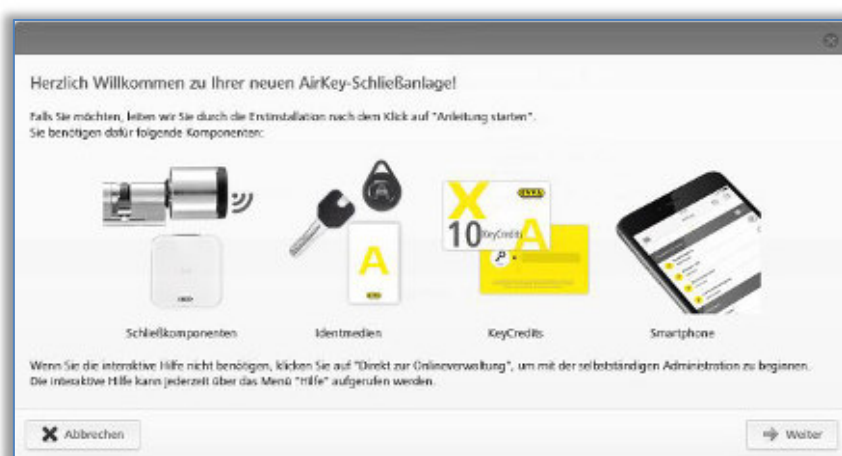 Herzlich Willkommen zu Ihrer neuen AirKey-Schließanlage!
Falls Sie möchten, leiten wir Sie durch die Erstinstallation nach dem Klick auf "Anleitung starten".
Sie benötigen dafür folgende Komponenten:
X
10 KeyCredits
EVVA
A
A
EVVA
Schließkomponenten
Identmedien
KeyCredits
Smartphone
Wenn Sie die interaktive Hilfe nicht benötigen, klicken Sie auf "Direkt zur Onlineverwaltung", um mit der selbstständigen Administration zu beginnen.
Die interaktive Hilfe kann jederzeit über das Menü "Hilfe" aufgerufen werden.
Abbrechen
Weiter